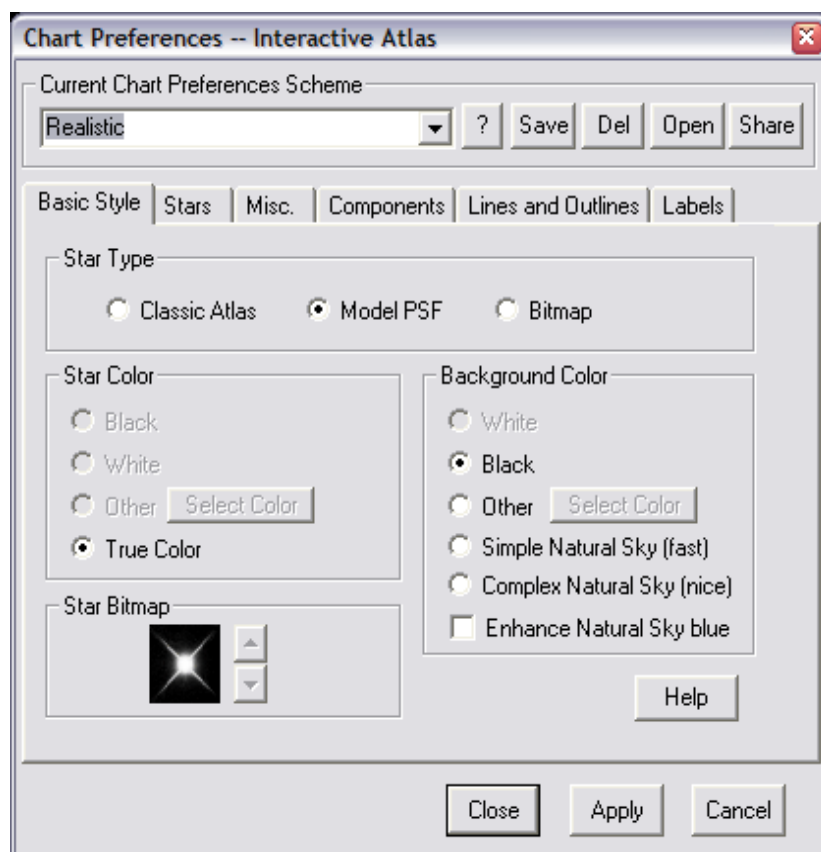 Chart Preferences -- Interactive Atlas
Current Chart Preferences Scheme
Realistic ? Save Del Open Share
Basic Style Stars Misc. Components Lines and Outlines Labels
Star Type
Classic Atlas Model PSF Bitmap
Star Color
Black
White
Other Select Color
True Color
Background Color
White
Black
Other Select Color
Simple Natural Sky (fast)
Complex Natural Sky (nice)
Enhance Natural Sky blue
Star Bitmap
Help
Close Apply Cancel